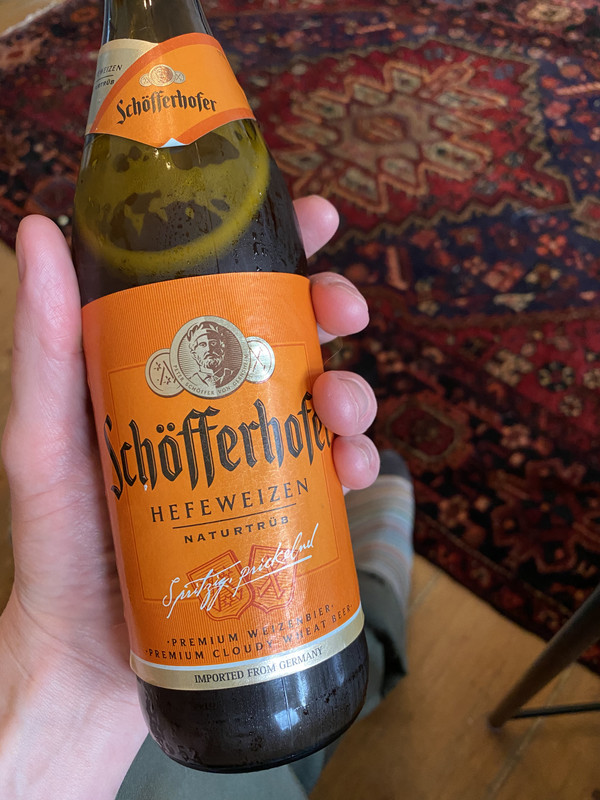 Schöfferhofer
Schöfferhofer
HEFEWEIZEN
NATURTRÜB
Spritzig, prickelnd
·PREMIUM WEIZENBIER·
·PREMIUM CLOUDY WHEAT BEER·
IMPORTED FROM GERMANY